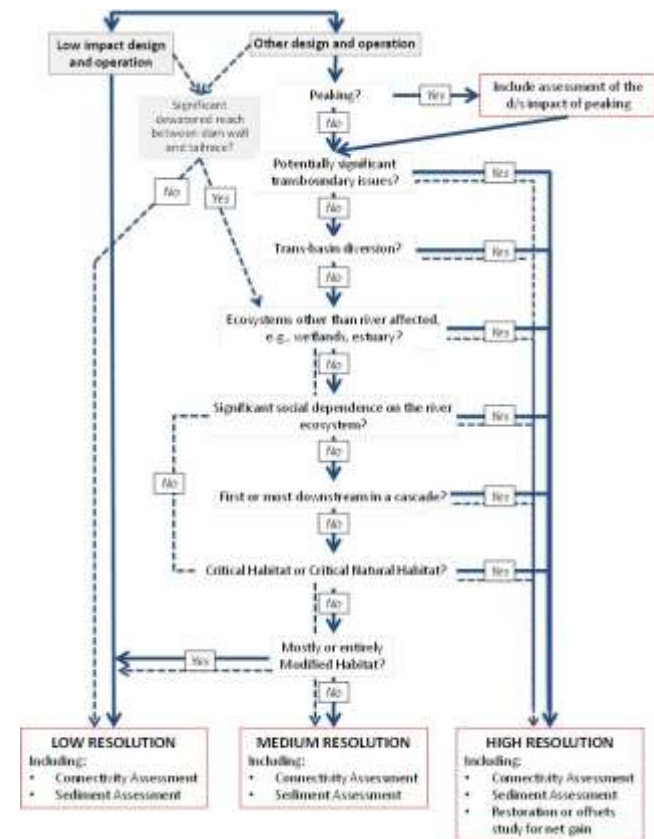 Low impact design
and operation
Other design and operation
Peaking?
Yes
Include assessment of the
d/s impact of peaking
No
Significant
dewatered reach
between dam wall
and tailrace?
Potentially significant
transboundary issues?
Yes
No
Yes
No
Trans-basin diversion?
Yes
No
Ecosystems other than river affected,
e.g., wetlands, estuary?
Yes
No
Significant social dependence on the river
ecosystem?
Yes
No
No
First or most downstream in a cascade?
Yes
No
Critical Habitat or Critical Natural Habitat?
Yes
No
Mostly or entirely
Modified Habitat?
Yes
No
LOW RESOLUTION
Including:
• Connectivity Assessment
• Sediment Assessment
MEDIUM RESOLUTION
Including:
• Connectivity Assessment
• Sediment Assessment
HIGH RESOLUTION
Including:
• Connectivity Assessment
• Sediment Assessment
• Restoration or offsets
study for net gain